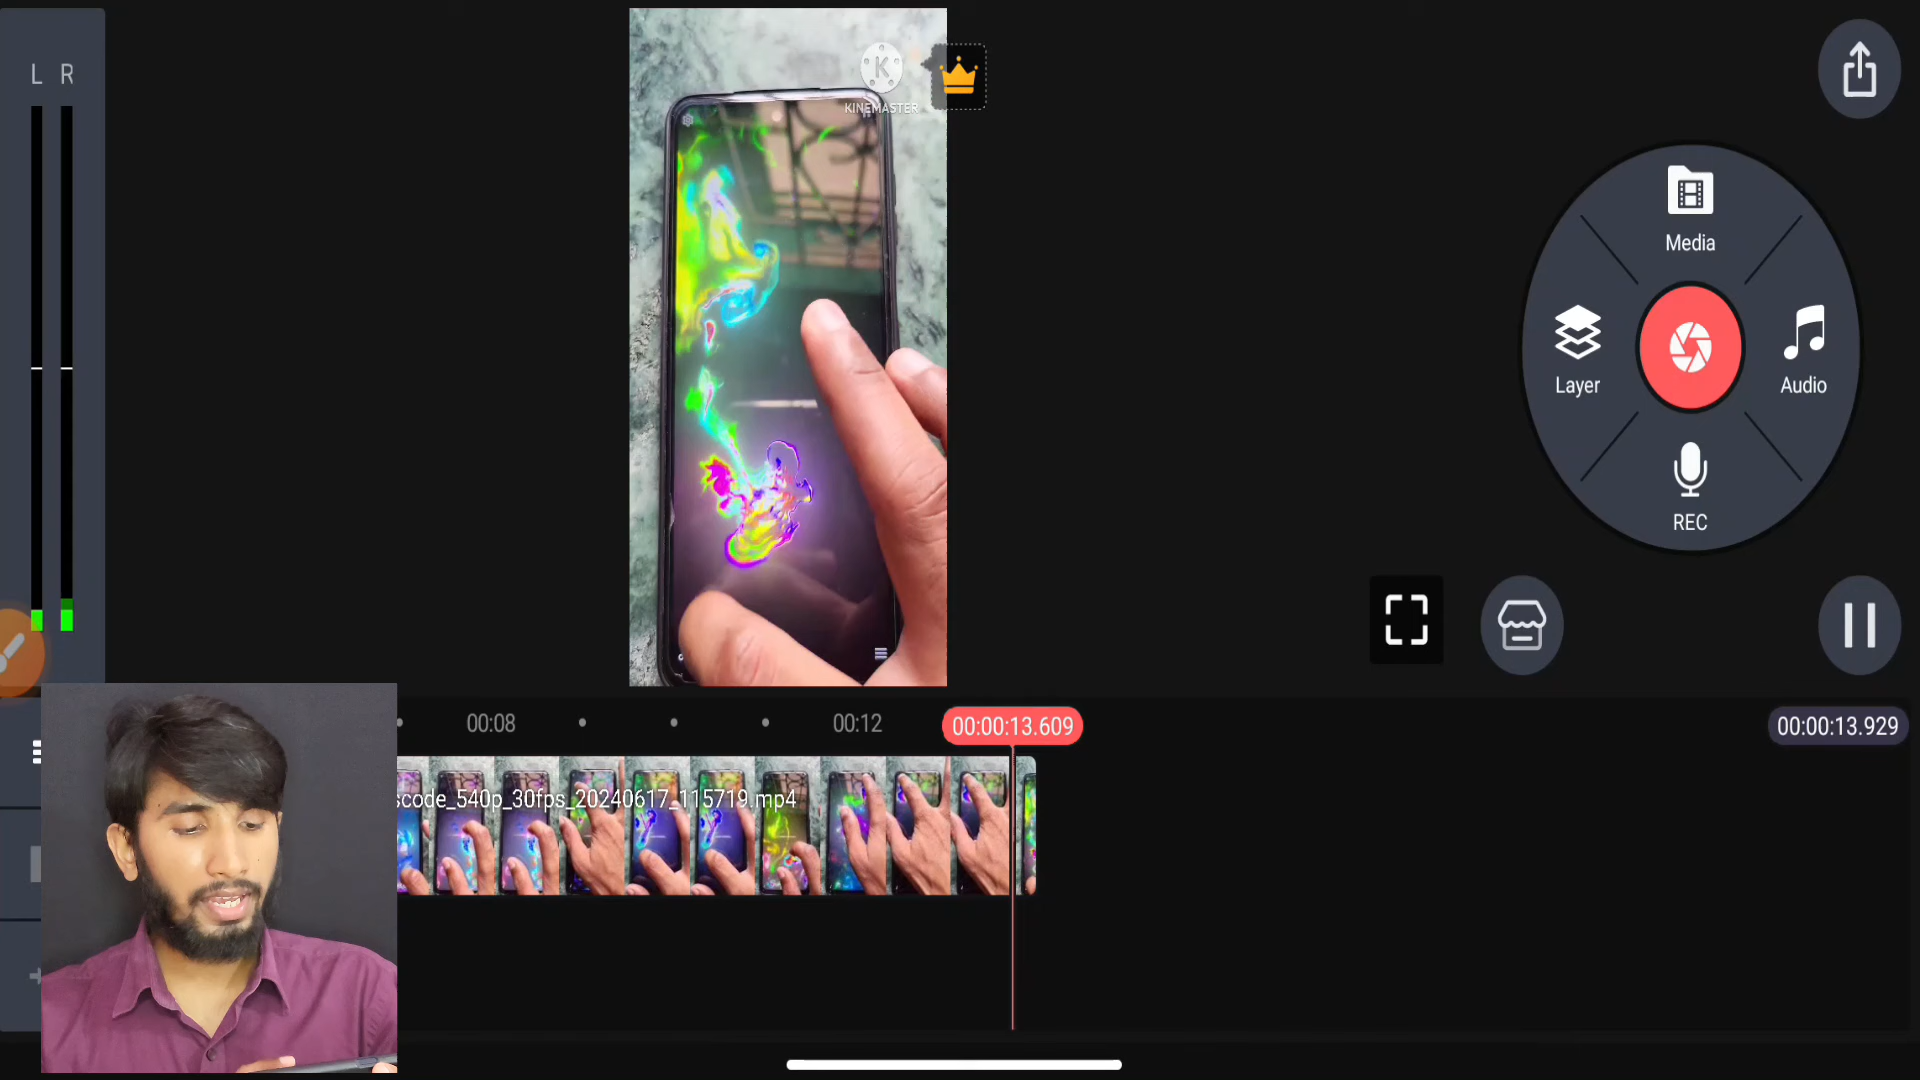 L R
KINEMASTER
Media
Layer
Audio
REC
00:08
00:12
00:00:13.609
00:00:13.929
scode_540p_30fps_20240617_115719.mp4